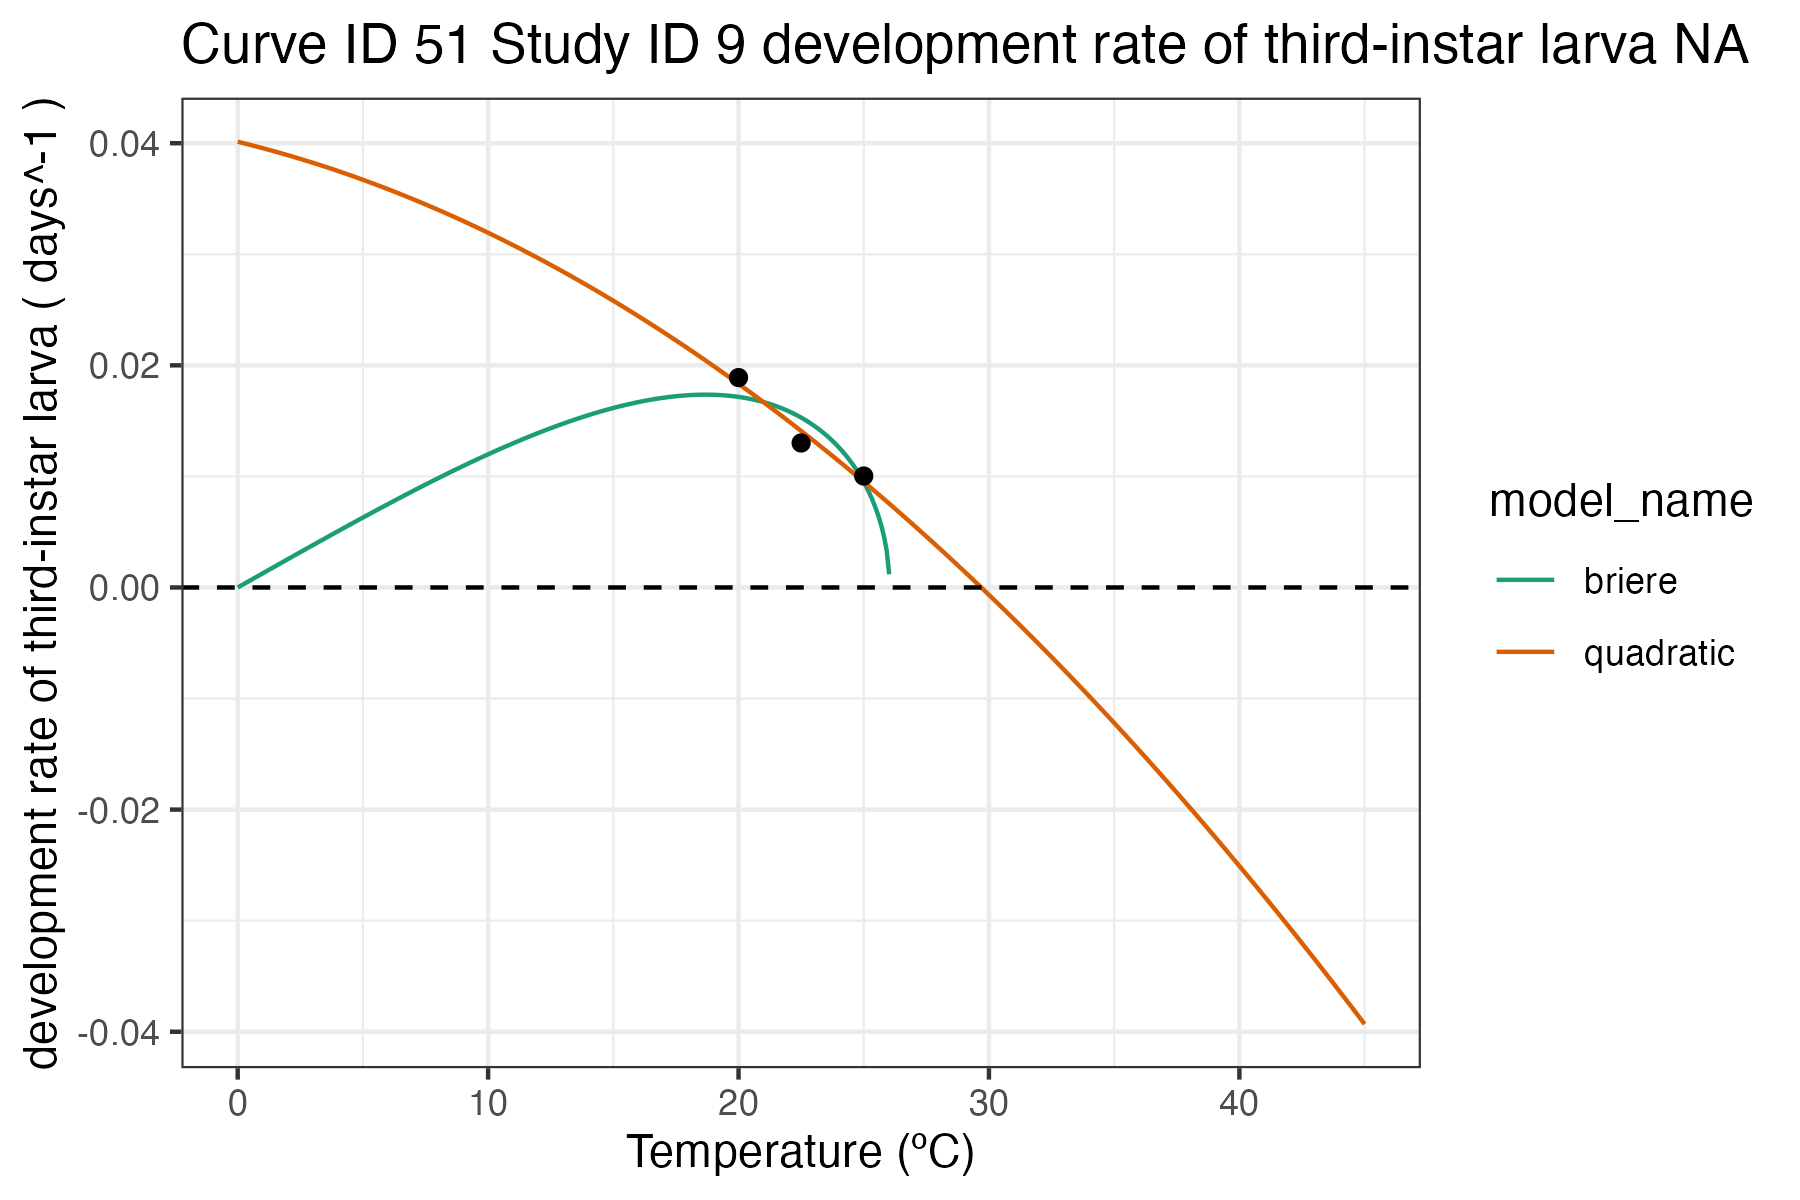 Curve ID 51 Study ID 9 development rate of third-instar larva NA
development rate of third-instar larva ( days^-1 )
0.04
0.02
0.00
-0.02
-0.04
0
10
20
30
40
Temperature (ºC)
model_name
briere
quadratic